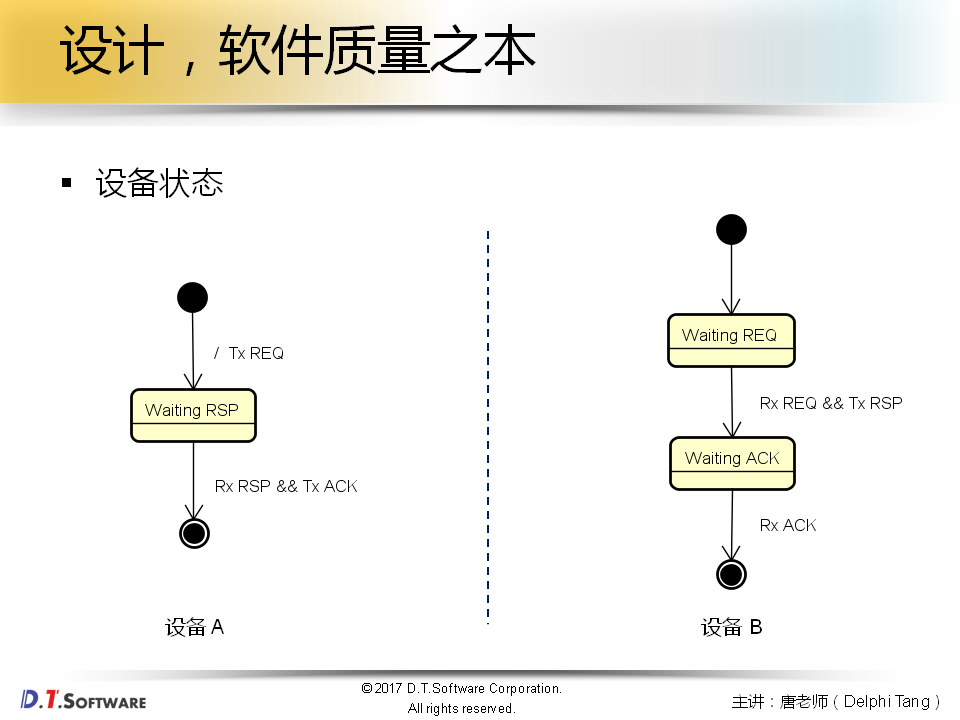 设计，软件质量之本
▪ 设备状态
/ Tx REQ
Waiting RSP
Rx RSP && Tx ACK
设备 A
Waiting REQ
Rx REQ && Tx RSP
Waiting ACK
Rx ACK
设备 B
D.T.SOFTWARE
©2017 D.T.Software Corporation.
All rights reserved.
主讲：唐老师（Delphi Tang）